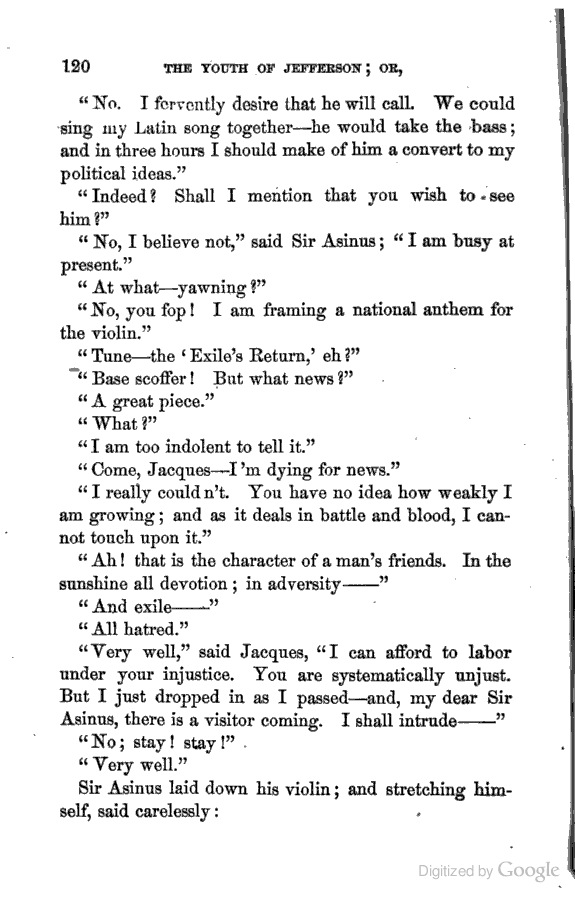 120 THE YOUTH OF JEFFERSON; OR,
"No. I fervently desire that he will call. We could
sing my Latin song together—he would take the bass;
and in three hours I should make of him a convert to my
political ideas."
"Indeed? Shall I mention that you wish to see
him?"
"No, I believe not," said Sir Asinus; "I am busy at
present."
"At what—yawning?"
"No, you fop! I am framing a national anthem for
the violin."
"Tune—the 'Exile's Return,' eh?"
"Base scoffer! But what news?"
"A great piece."
"What?"
"I am too indolent to tell it."
"Come, Jacques—I'm dying for news."
"I really couldn't. You have no idea how weakly I
am growing; and as it deals in battle and blood, I can-
not touch upon it."
"Ah! that is the character of a man's friends. In the
sunshine all devotion; in adversity——"
"And exile——"
"All hatred."
"Very well," said Jacques, "I can afford to labor
under your injustice. You are systematically unjust.
But I just dropped in as I passed—and, my dear Sir
Asinus, there is a visitor coming. I shall intrude——"
"No; stay! stay!"
"Very well."
Sir Asinus laid down his violin; and stretching him-
self, said carelessly:
Digitized by Google